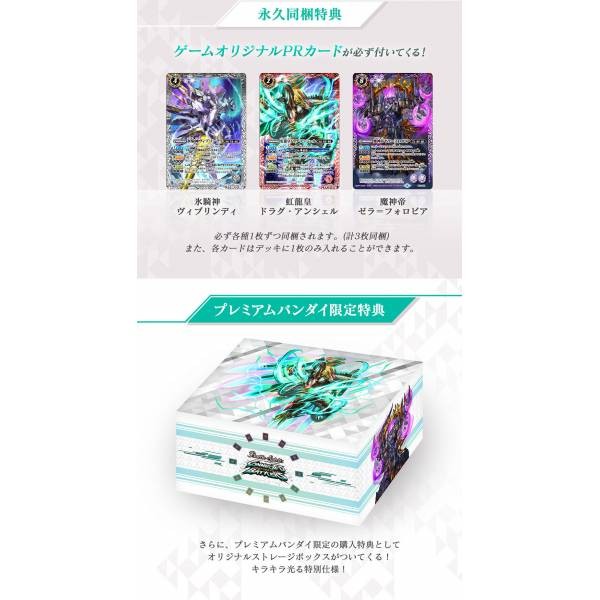 永久同梱特典
ゲームオリジナルPRカードが必ず付いてくる!
氷騎神
ヴィブリンディ
虹龍皇
ドラグ・アンシェル
魔神帝
ゼラ＝フォロビア
必ず各種1枚ずつ同梱されます。(計3枚同梱)
また、各カードはデッキに1枚のみ入れることができます。
プレミアムバンダイ限定特典
Battle Spirits
さらに、プレミアムバンダイ限定の購入特典として
オリジナルストレージボックスがついてくる!
キラキラ光る特別仕様!